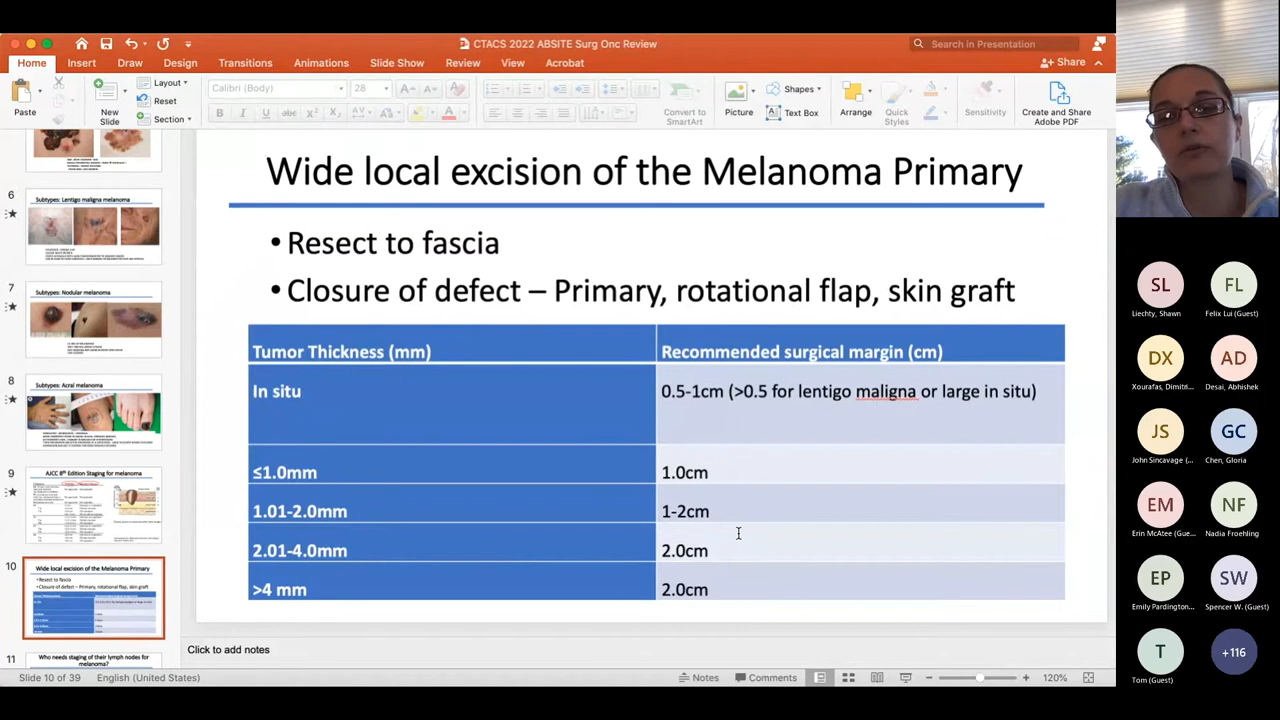 CTACS 2022 ABSITE Surg Onc Review
Search in Presentation
Home Insert Draw Design Transitions Animations Slide Show Review View Acrobat
Share
Paste
New Slide
Layout
Reset
Section
Calibri (Body) 28
Convert to SmartArt
Picture
Shapes
Text Box
Arrange
Quick Styles
Sensitivity
Create and Share Adobe PDF
6
Subtypes: Lentigo maligna melanoma
7
Subtypes: Nodular melanoma
8
Subtypes: Acral melanoma
9
AJCC 8th Edition Staging for melanoma
10
Wide local excision of the Melanoma Primary
• Resect to fascia
• Closure of defect – Primary, rotational flap, skin graft
11
Who needs staging of their lymph nodes for melanoma?
Wide local excision of the Melanoma Primary
• Resect to fascia
• Closure of defect – Primary, rotational flap, skin graft
Tumor Thickness (mm) Recommended surgical margin (cm)
In situ 0.5-1cm (>0.5 for lentigo maligna or large in situ)
≤1.0mm 1.0cm
1.01-2.0mm 1-2cm
2.01-4.0mm 2.0cm
>4 mm 2.0cm
Click to add notes
Slide 10 of 39 English (United States) Notes Comments 120%
SL FL
Liechty, Shawn Felix Lui (Guest)
DX AD
Xourafas, Dimitri... Desai, Abhishek
JS GC
John Sincavage (... Chen, Gloria
EM NF
Erin McAtee (Gue... Nadia Froehling
EP SW
Emily Pardington... Spencer W. (Guest)
T +116
Tom (Guest)